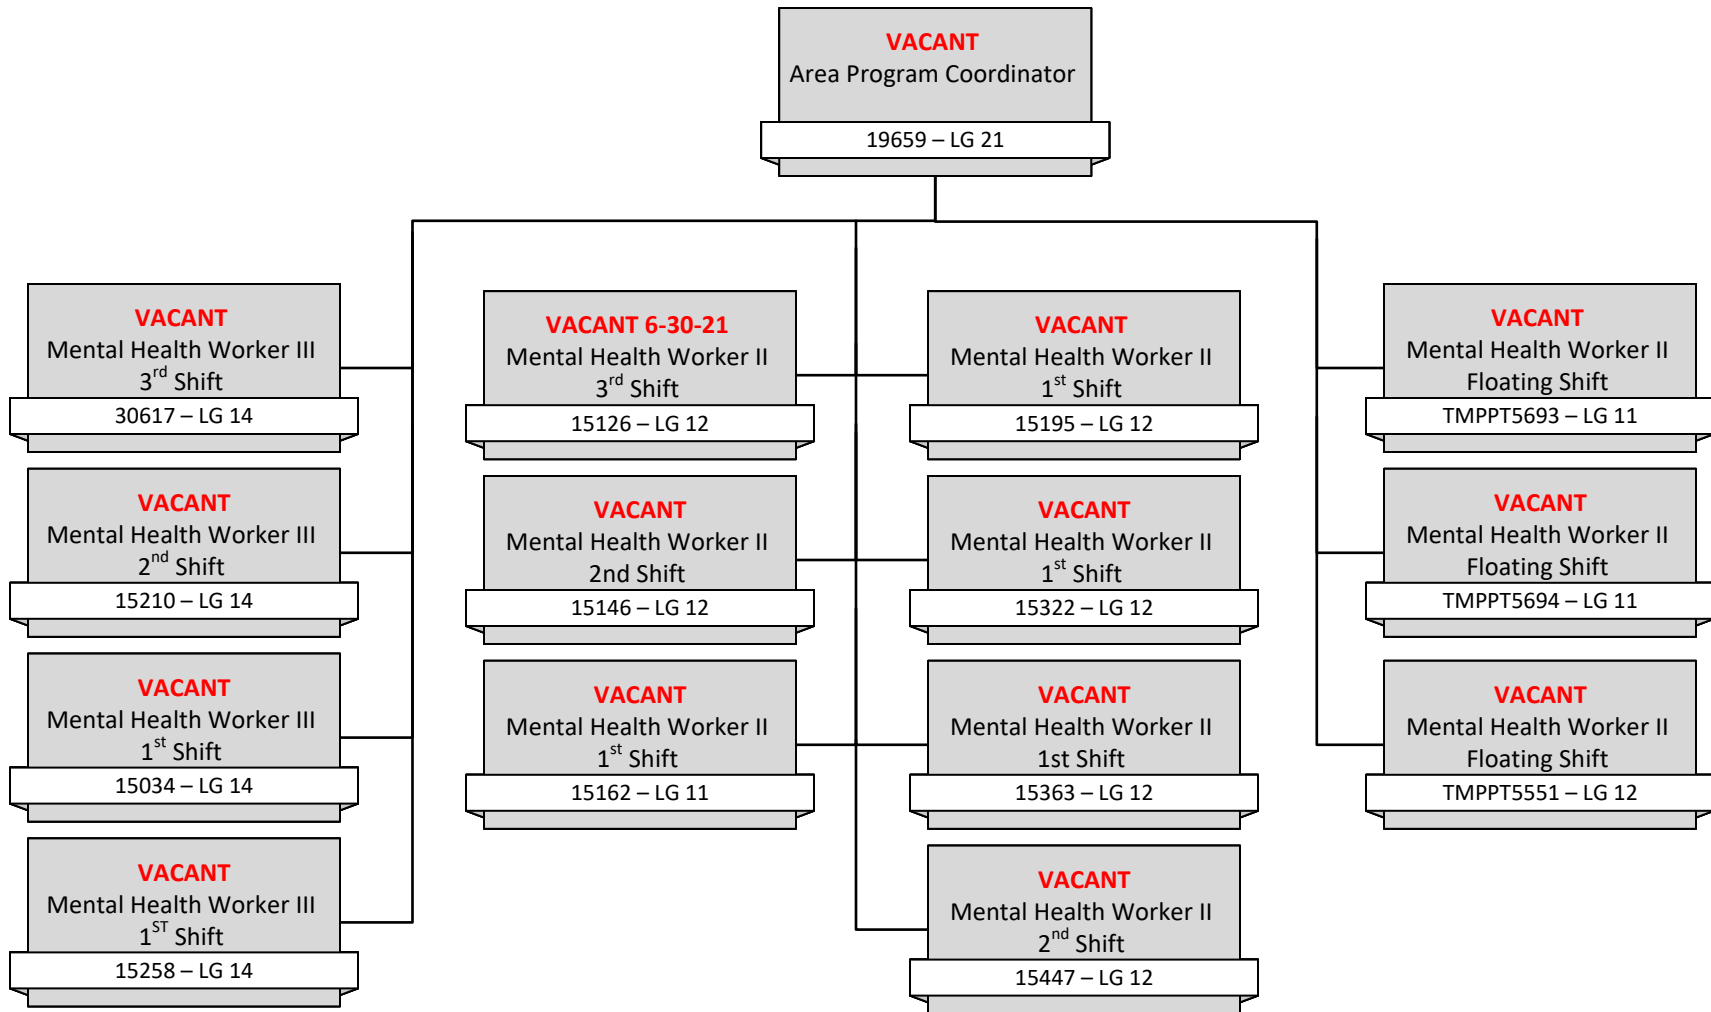 VACANT
Area Program Coordinator
19659 – LG 21
VACANT
Mental Health Worker III
3rd Shift
30617 – LG 14
VACANT
Mental Health Worker III
2nd Shift
15210 – LG 14
VACANT
Mental Health Worker III
1st Shift
15034 – LG 14
VACANT
Mental Health Worker III
1ST Shift
15258 – LG 14
VACANT 6-30-21
Mental Health Worker II
3rd Shift
15126 – LG 12
VACANT
Mental Health Worker II
2nd Shift
15146 – LG 12
VACANT
Mental Health Worker II
1st Shift
15162 – LG 11
VACANT
Mental Health Worker II
1st Shift
15195 – LG 12
VACANT
Mental Health Worker II
1st Shift
15322 – LG 12
VACANT
Mental Health Worker II
1st Shift
15363 – LG 12
VACANT
Mental Health Worker II
2nd Shift
15447 – LG 12
VACANT
Mental Health Worker II
Floating Shift
TMPPT5693 – LG 11
VACANT
Mental Health Worker II
Floating Shift
TMPPT5694 – LG 11
VACANT
Mental Health Worker II
Floating Shift
TMPPT5551 – LG 12